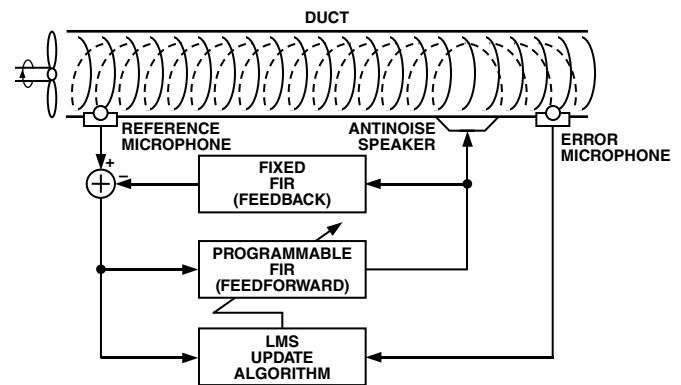 DUCT
REFERENCE
MICROPHONE
ANTINOISE
SPEAKER
ERROR
MICROPHONE
+
–
FIXED
FIR
(FEEDBACK)
PROGRAMMABLE
FIR
(FEEDFORWARD)
LMS
UPDATE
ALGORITHM